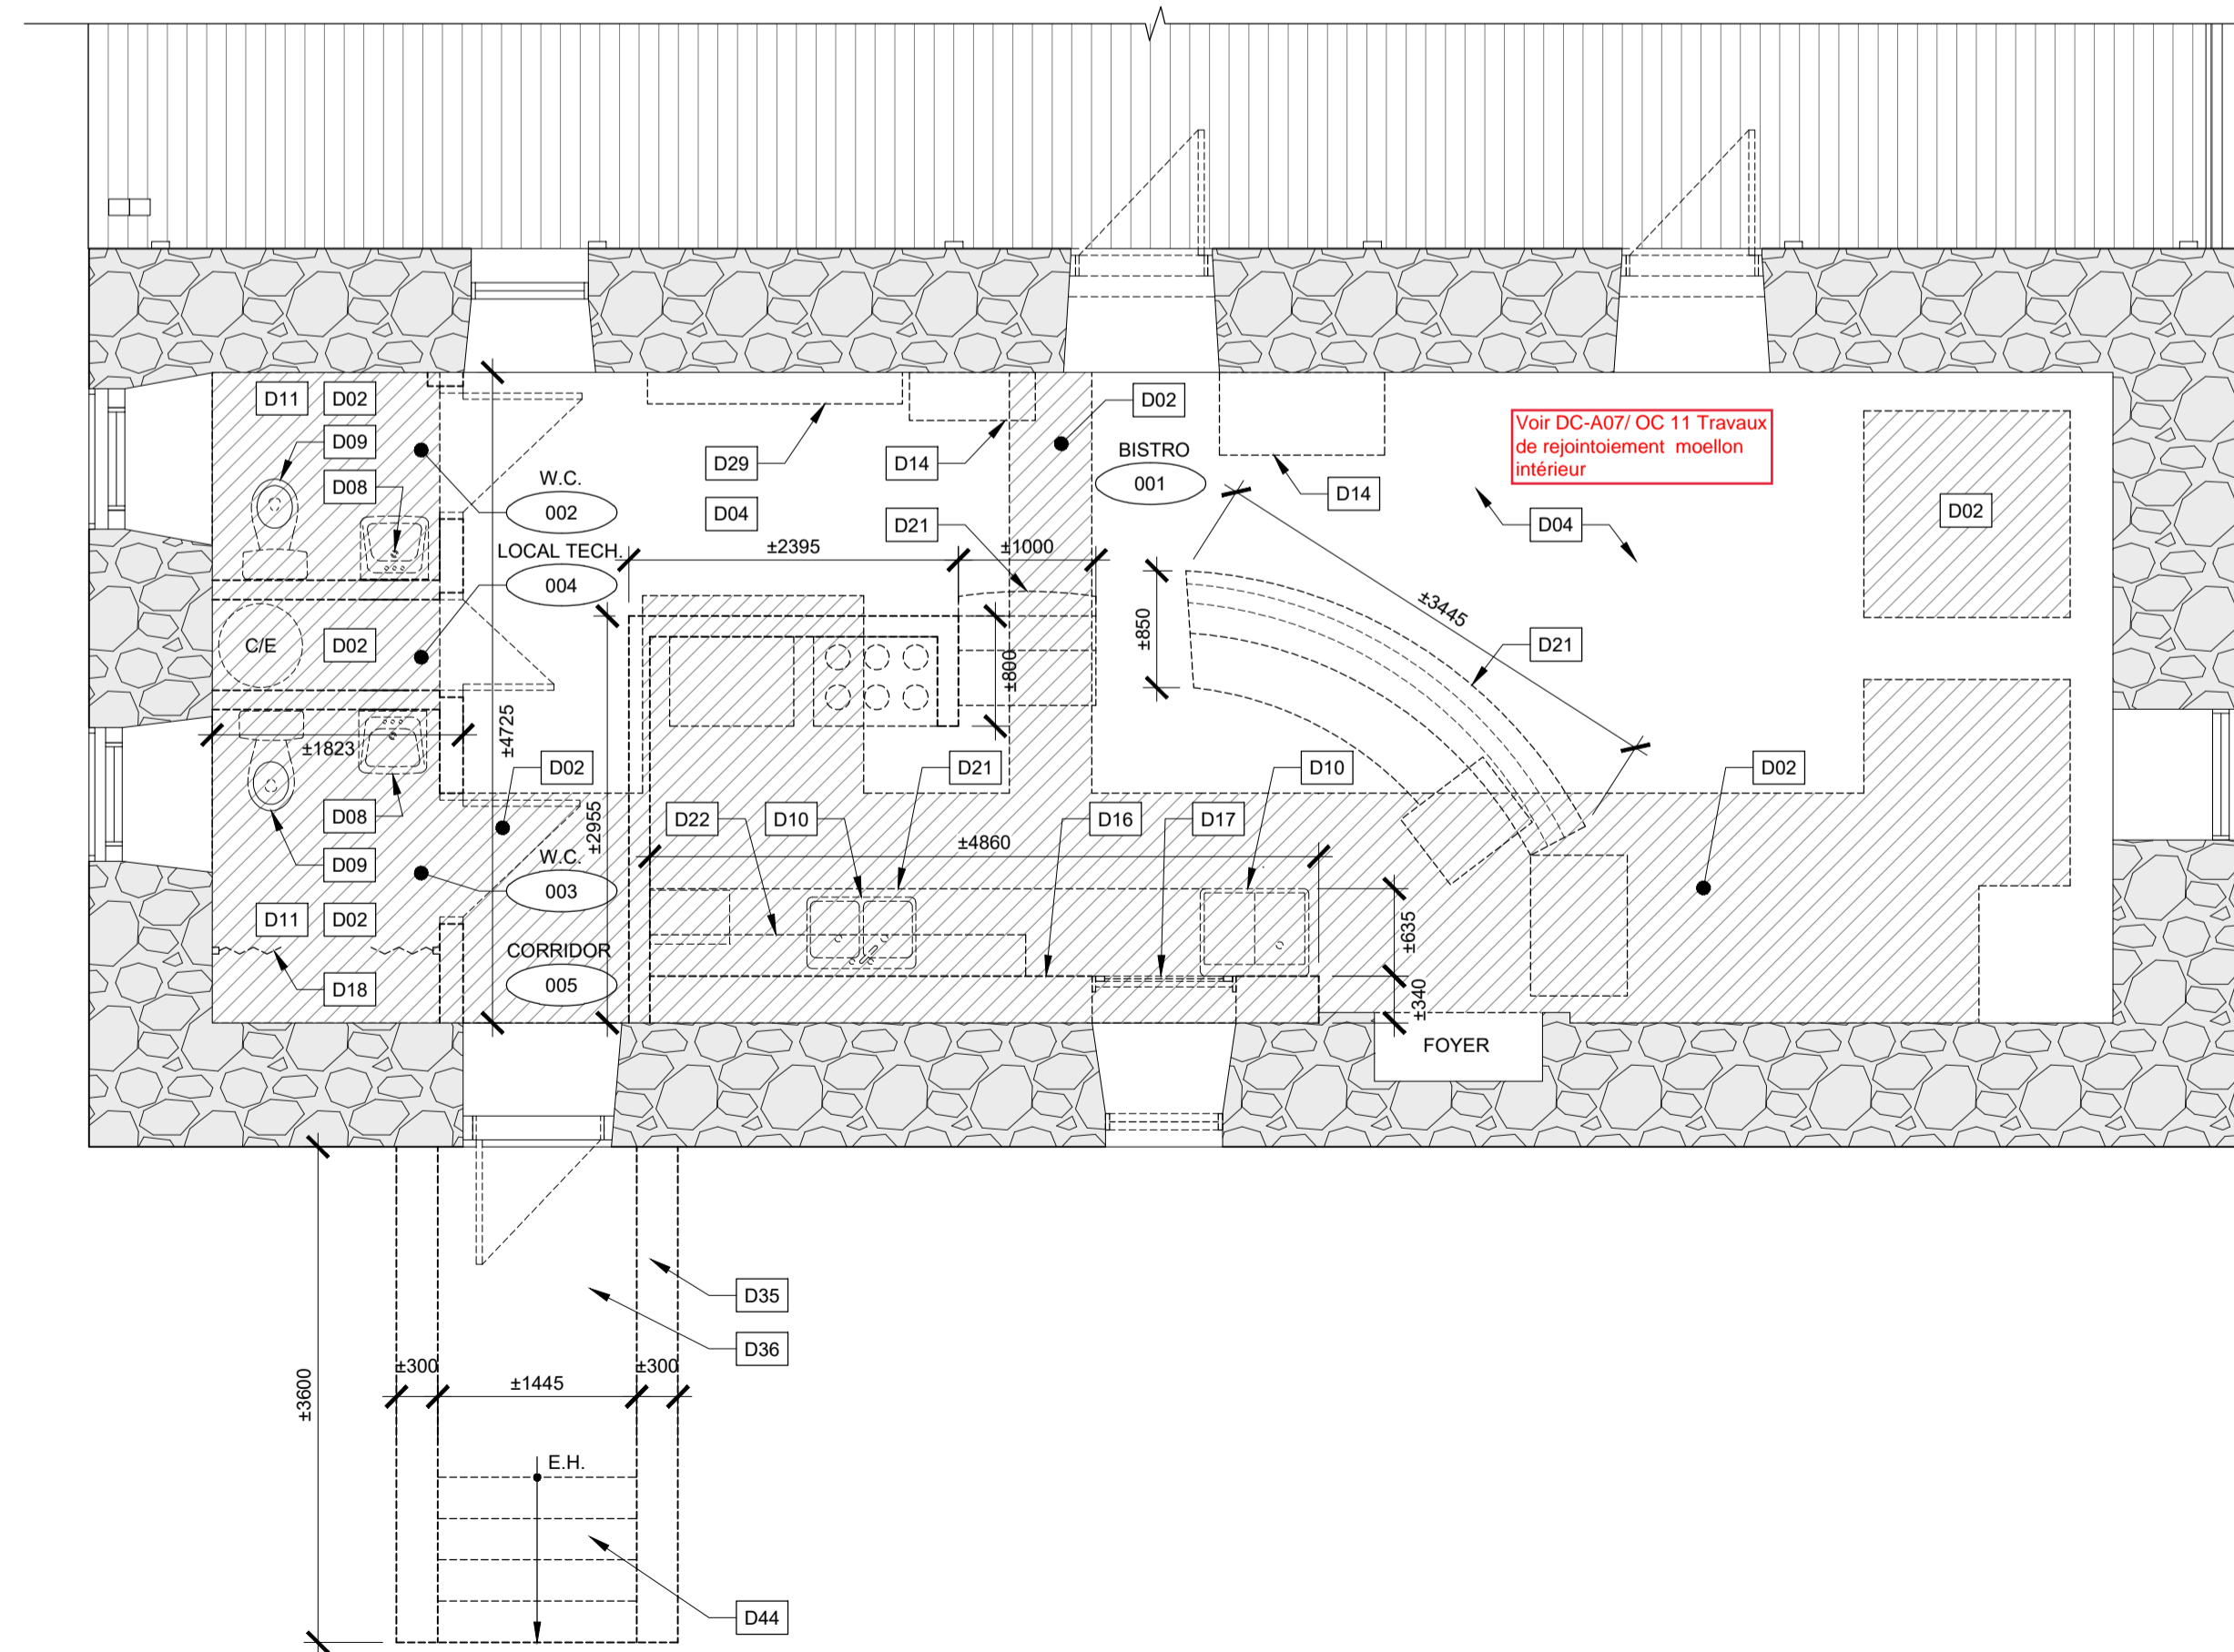 D11
D02
D09
D08
W.C.
002
LOCAL TECH.
004
C/E
D02
±1823
±4725
D02
D08
D09
W.C.
003
D11
D02
D18
CORRIDOR
005
D29
D04
D14
D21
D02
BISTRO
001
D14
Voir DC-A07/ OC 11 Travaux
de rejointoiement moellon
intérieur
D04
D02
±2395
±1000
±850
±3445
D21
±800
±2955
D22
D10
D21
D16
D17
D10
D02
±4860
±635
±340
FOYER
D35
D36
±3600
±300
±1445
±300
E.H.
D44